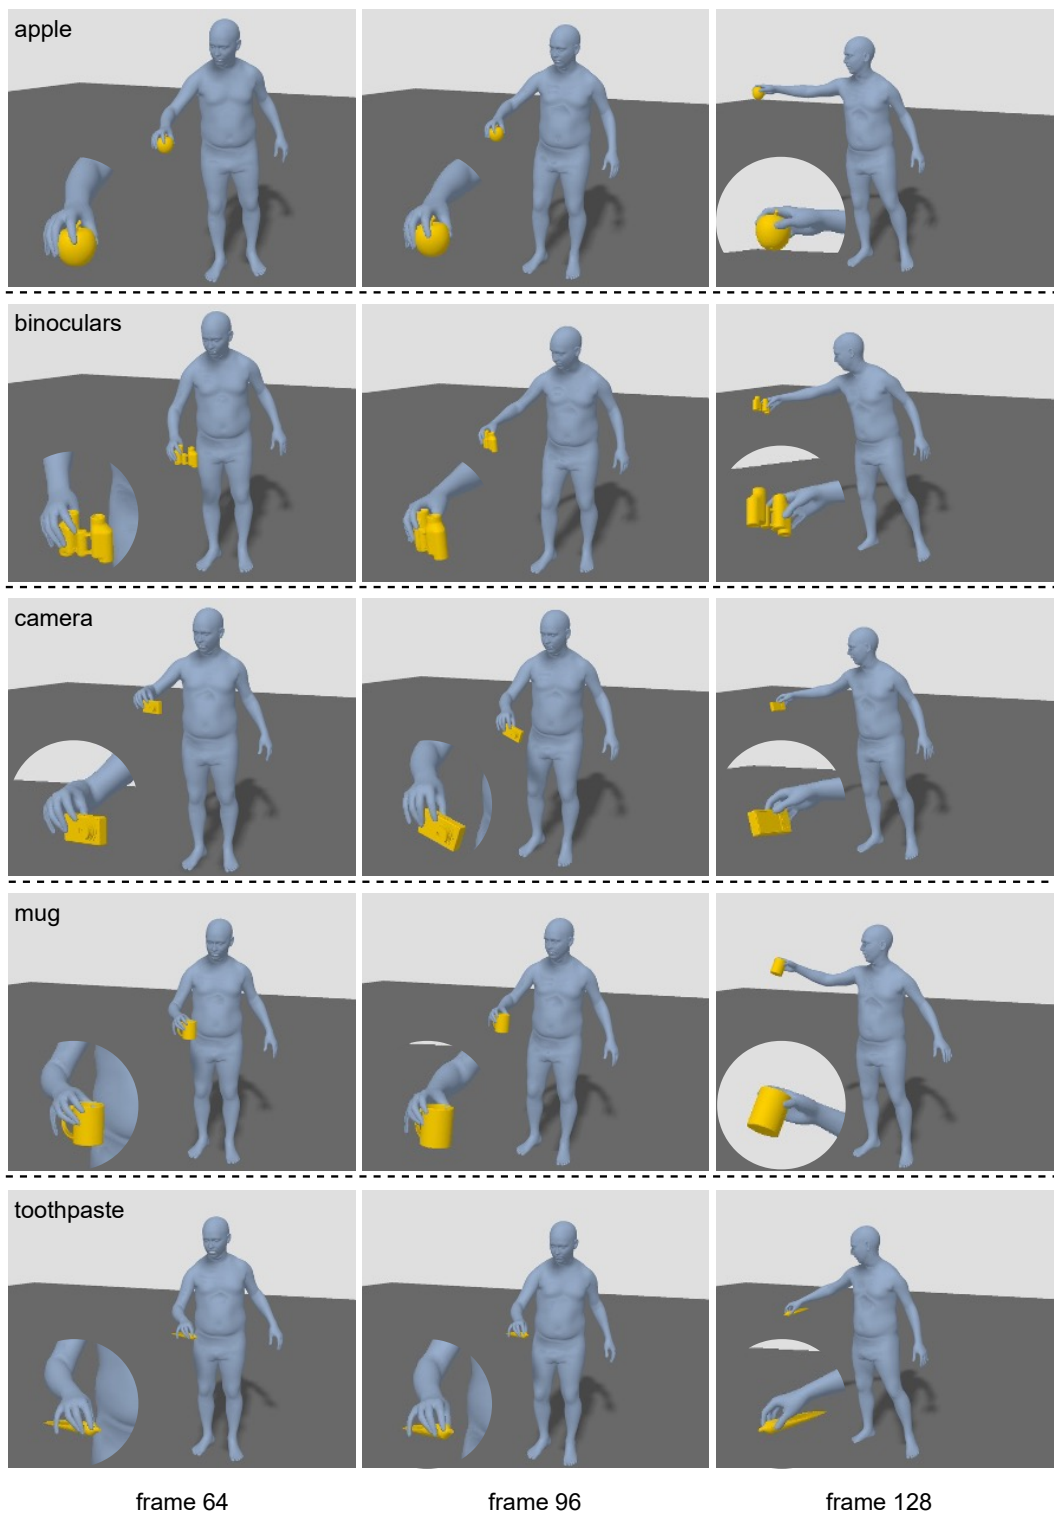 apple
binoculars
camera
mug
toothpaste
frame 64
frame 96
frame 128